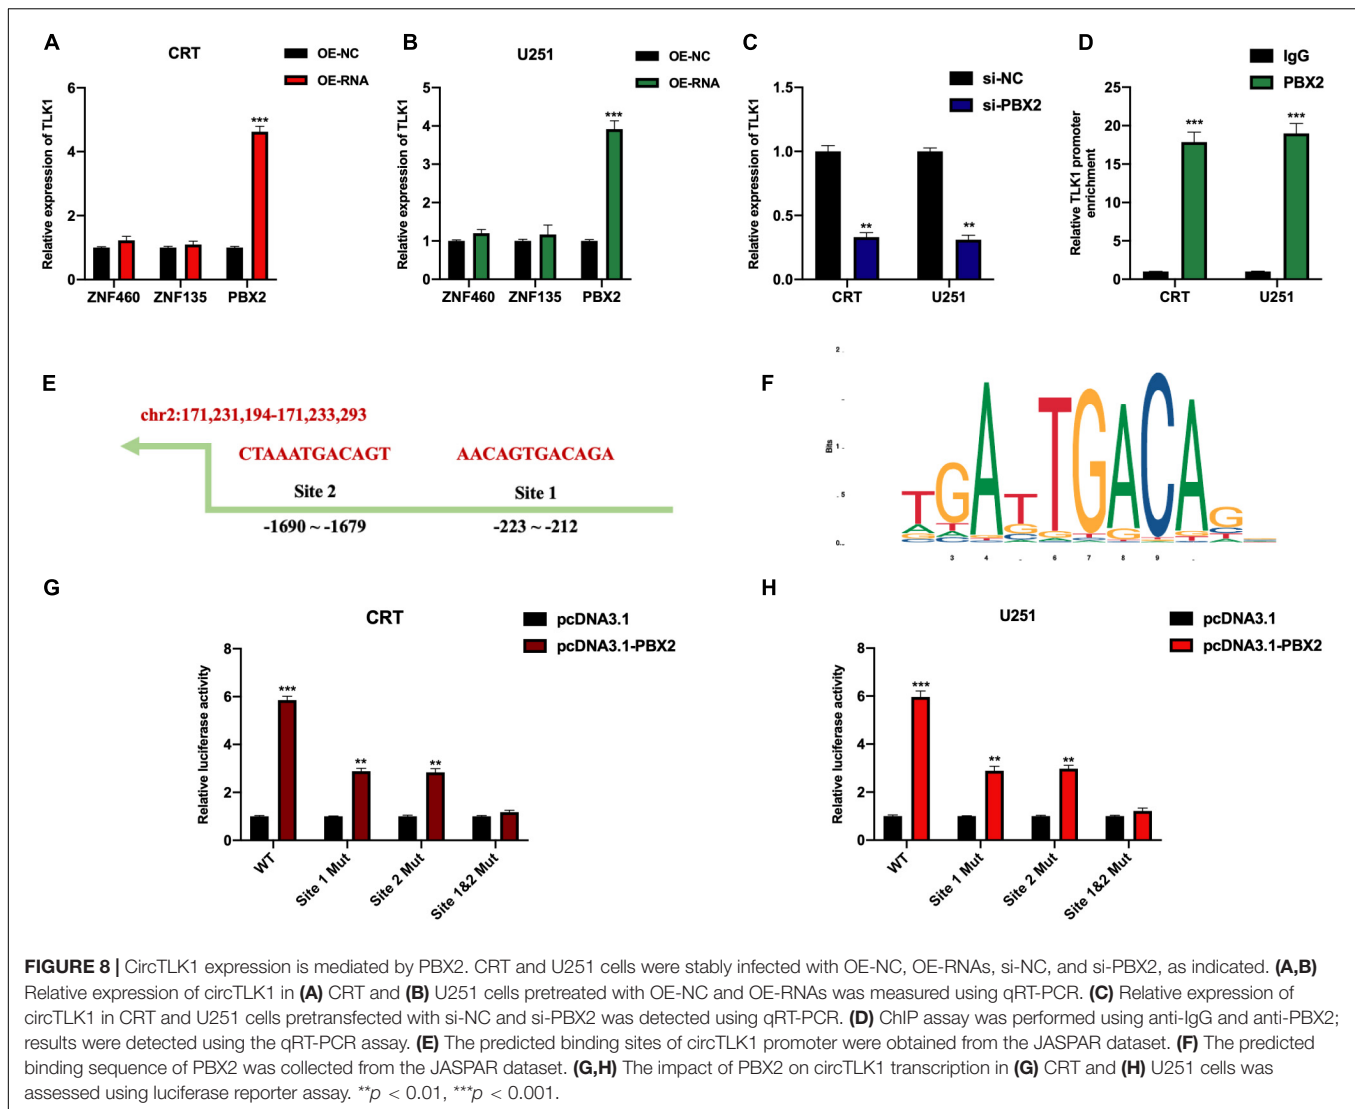 A
CRT
OE-NC
OE-RNA
Relative expression of TLK1
6
4
2
0
ZNF460 ZNF135 PBX2
***
B
U251
OE-NC
OE-RNA
Relative expression of TLK1
5
4
3
2
1
0
ZNF460 ZNF135 PBX2
***
C
si-NC
si-PBX2
Relative expression of TLK1
1.5
1.0
0.5
0.0
CRT U251
** **
D
IgG
PBX2
Relative TLK1 promoter
enrichment
25
20
15
10
5
0
CRT U251
*** ***
E
chr2:171,231,194-171,233,293
CTAAATGACAGT AACAGTGACAGA
Site 2 Site 1
-1690 ~ -1679 -223 ~ -212
F
2
1
.5
0
Bits
TGATTGACAG
3 4 6 7 8 9
G
CRT
pcDNA3.1
pcDNA3.1-PBX2
Relative luciferase activity
8
6
4
2
0
*** ** **
WT Site 1 Mut Site 2 Mut Site 1&2 Mut
H
U251
pcDNA3.1
pcDNA3.1-PBX2
Relative luciferase activity
8
6
4
2
0
*** ** **
WT Site 1 Mut Site 2 Mut Site 1&2 Mut
FIGURE 8 | CircTLK1 expression is mediated by PBX2. CRT and U251 cells were stably infected with OE-NC, OE-RNAs, si-NC, and si-PBX2, as indicated. (A,B)
Relative expression of circTLK1 in (A) CRT and (B) U251 cells pretreated with OE-NC and OE-RNAs was measured using qRT-PCR. (C) Relative expression of
circTLK1 in CRT and U251 cells pretransfected with si-NC and si-PBX2 was detected using qRT-PCR. (D) ChIP assay was performed using anti-IgG and anti-PBX2;
results were detected using the qRT-PCR assay. (E) The predicted binding sites of circTLK1 promoter were obtained from the JASPAR dataset. (F) The predicted
binding sequence of PBX2 was collected from the JASPAR dataset. (G,H) The impact of PBX2 on circTLK1 transcription in (G) CRT and (H) U251 cells was
assessed using luciferase reporter assay. **p < 0.01, ***p < 0.001.